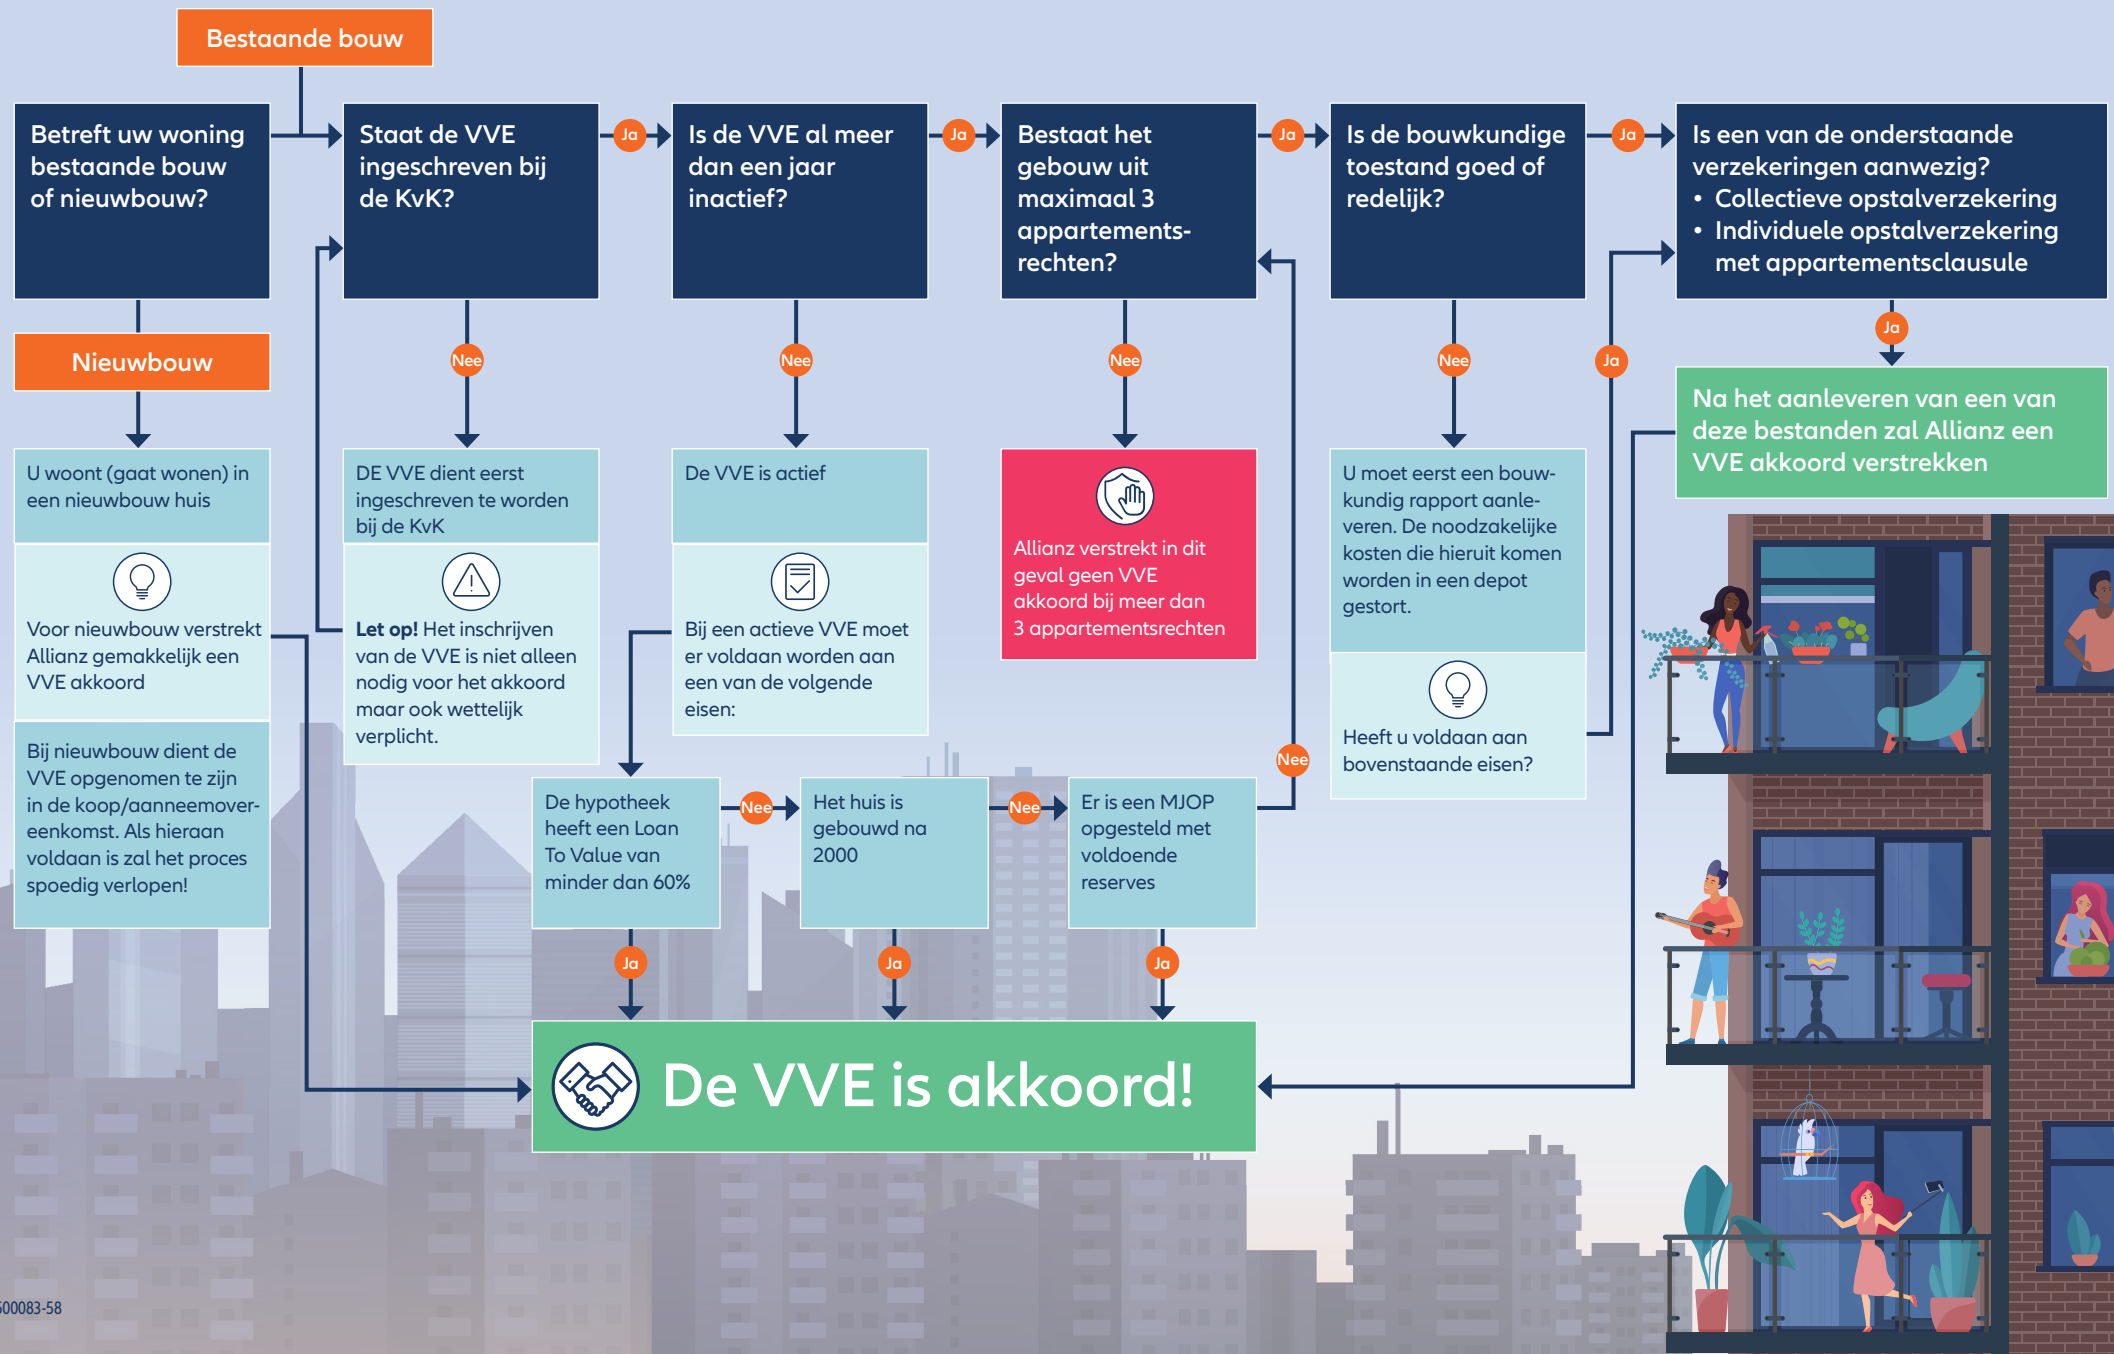 Bestaande bouw
Betreft uw woning
bestaande bouw
of nieuwbouw?
Staat de VVE
ingeschreven bij
de KvK?
Ja
Is de VVE al meer
dan een jaar
inactief?
Ja
Bestaat het
gebouw uit
maximaal 3
appartements-
rechten?
Ja
Is de bouwkundige
toestand goed of
redelijk?
Ja
Is een van de onderstaande
verzekeringen aanwezig?
• Collectieve opstalverzekering
• Individuele opstalverzekering
met appartementsclausule
Nieuwbouw
Nee
Nee
Nee
Nee
Ja
Ja
U woont (gaat wonen) in
een nieuwbouw huis
Voor nieuwbouw verstrekt
Allianz gemakkelijk een
VVE akkoord
Bij nieuwbouw dient de
VVE opgenomen te zijn
in de koop/aanneemover-
eenkomst. Als hieraan
voldaan is zal het proces
spoedig verlopen!
DE VVE dient eerst
ingeschreven te worden
bij de KvK
Let op! Het inschrijven
van de VVE is niet alleen
nodig voor het akkoord
maar ook wettelijk
verplicht.
De VVE is actief
Bij een actieve VVE moet
er voldaan worden aan
een van de volgende
eisen:
Allianz verstrekt in dit
geval geen VVE
akkoord bij meer dan
3 appartementsrechten
U moet eerst een bouw-
kundig rapport aanle-
veren. De noodzakelijke
kosten die hieruit komen
worden in een depot
gestort.
Heeft u voldaan aan
bovenstaande eisen?
Na het aanleveren van een van
deze bestanden zal Allianz een
VVE akkoord verstrekken
De hypotheek
heeft een Loan
To Value van
minder dan 60%
Nee
Het huis is
gebouwd na
2000
Nee
Er is een MJOP
opgesteld met
voldoende
reserves
Nee
Ja
Ja
Ja
De VVE is akkoord!
500083-58